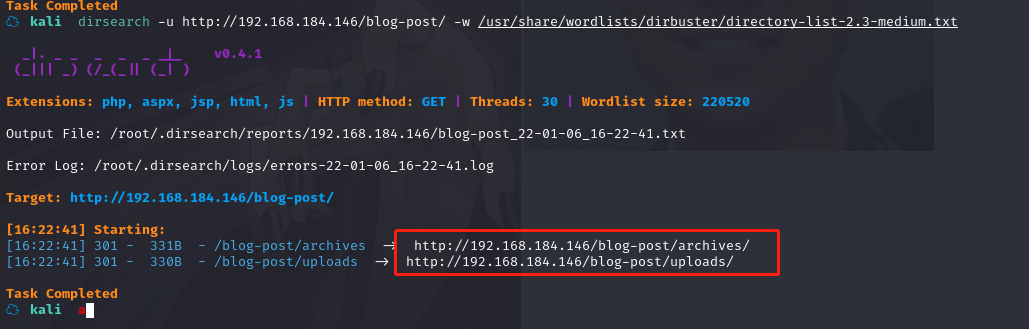 Task Completed
kali dirsearch -u http://192.168.184.146/blog-post/ -w /usr/share/wordlists/dirbuster/directory-list-2.3-medium.txt
_|. _ _ _ _ _ _|_ v0.4.1
(_||| _) (/_(_|| (_| )
Extensions: php, aspx, jsp, html, js | HTTP method: GET | Threads: 30 | Wordlist size: 220520
Output File: /root/.dirsearch/reports/192.168.184.146/blog-post_22-01-06_16-22-41.txt
Error Log: /root/.dirsearch/logs/errors-22-01-06_16-22-41.log
Target: http://192.168.184.146/blog-post/
[16:22:41] Starting:
[16:22:41] 301 - 331B - /blog-post/archives -> http://192.168.184.146/blog-post/archives/
[16:22:41] 301 - 330B - /blog-post/uploads -> http://192.168.184.146/blog-post/uploads/
Task Completed
kali a